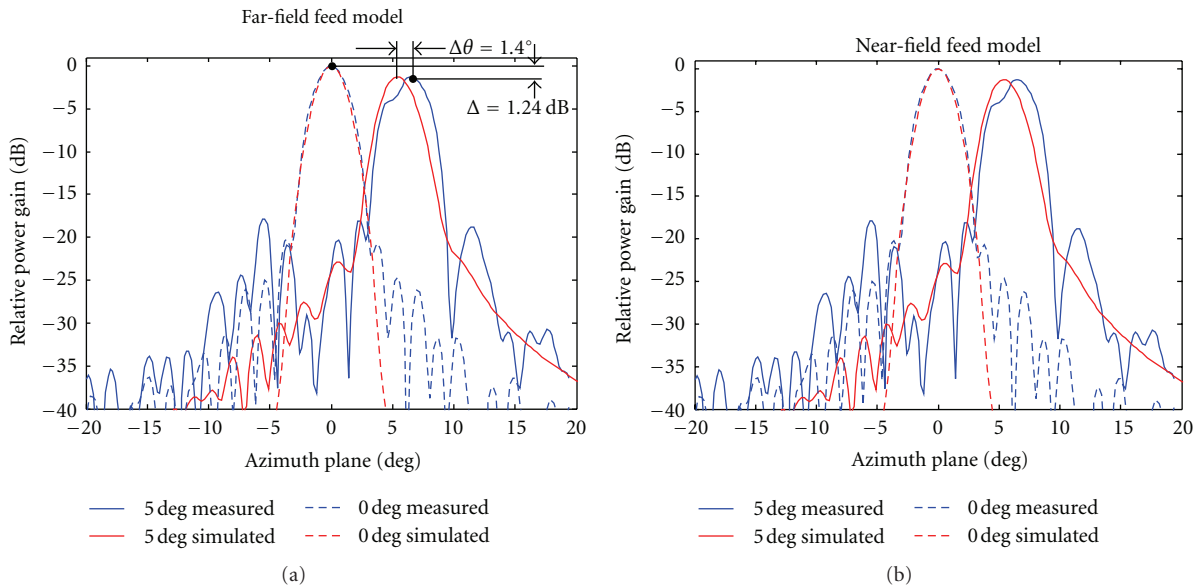 Far-field feed model
Δθ = 1.4°
Δ = 1.24 dB
0
−5
−10
−15
−20
−25
−30
−35
−40
Relative power gain (dB)
−20 −15 −10 −5 0 5 10 15 20
Azimuth plane (deg)
5 deg measured 0 deg measured
5 deg simulated 0 deg simulated
(a)
Near-field feed model
0
−5
−10
−15
−20
−25
−30
−35
−40
Relative power gain (dB)
−20 −15 −10 −5 0 5 10 15 20
Azimuth plane (deg)
5 deg measured 0 deg measured
5 deg simulated 0 deg simulated
(b)